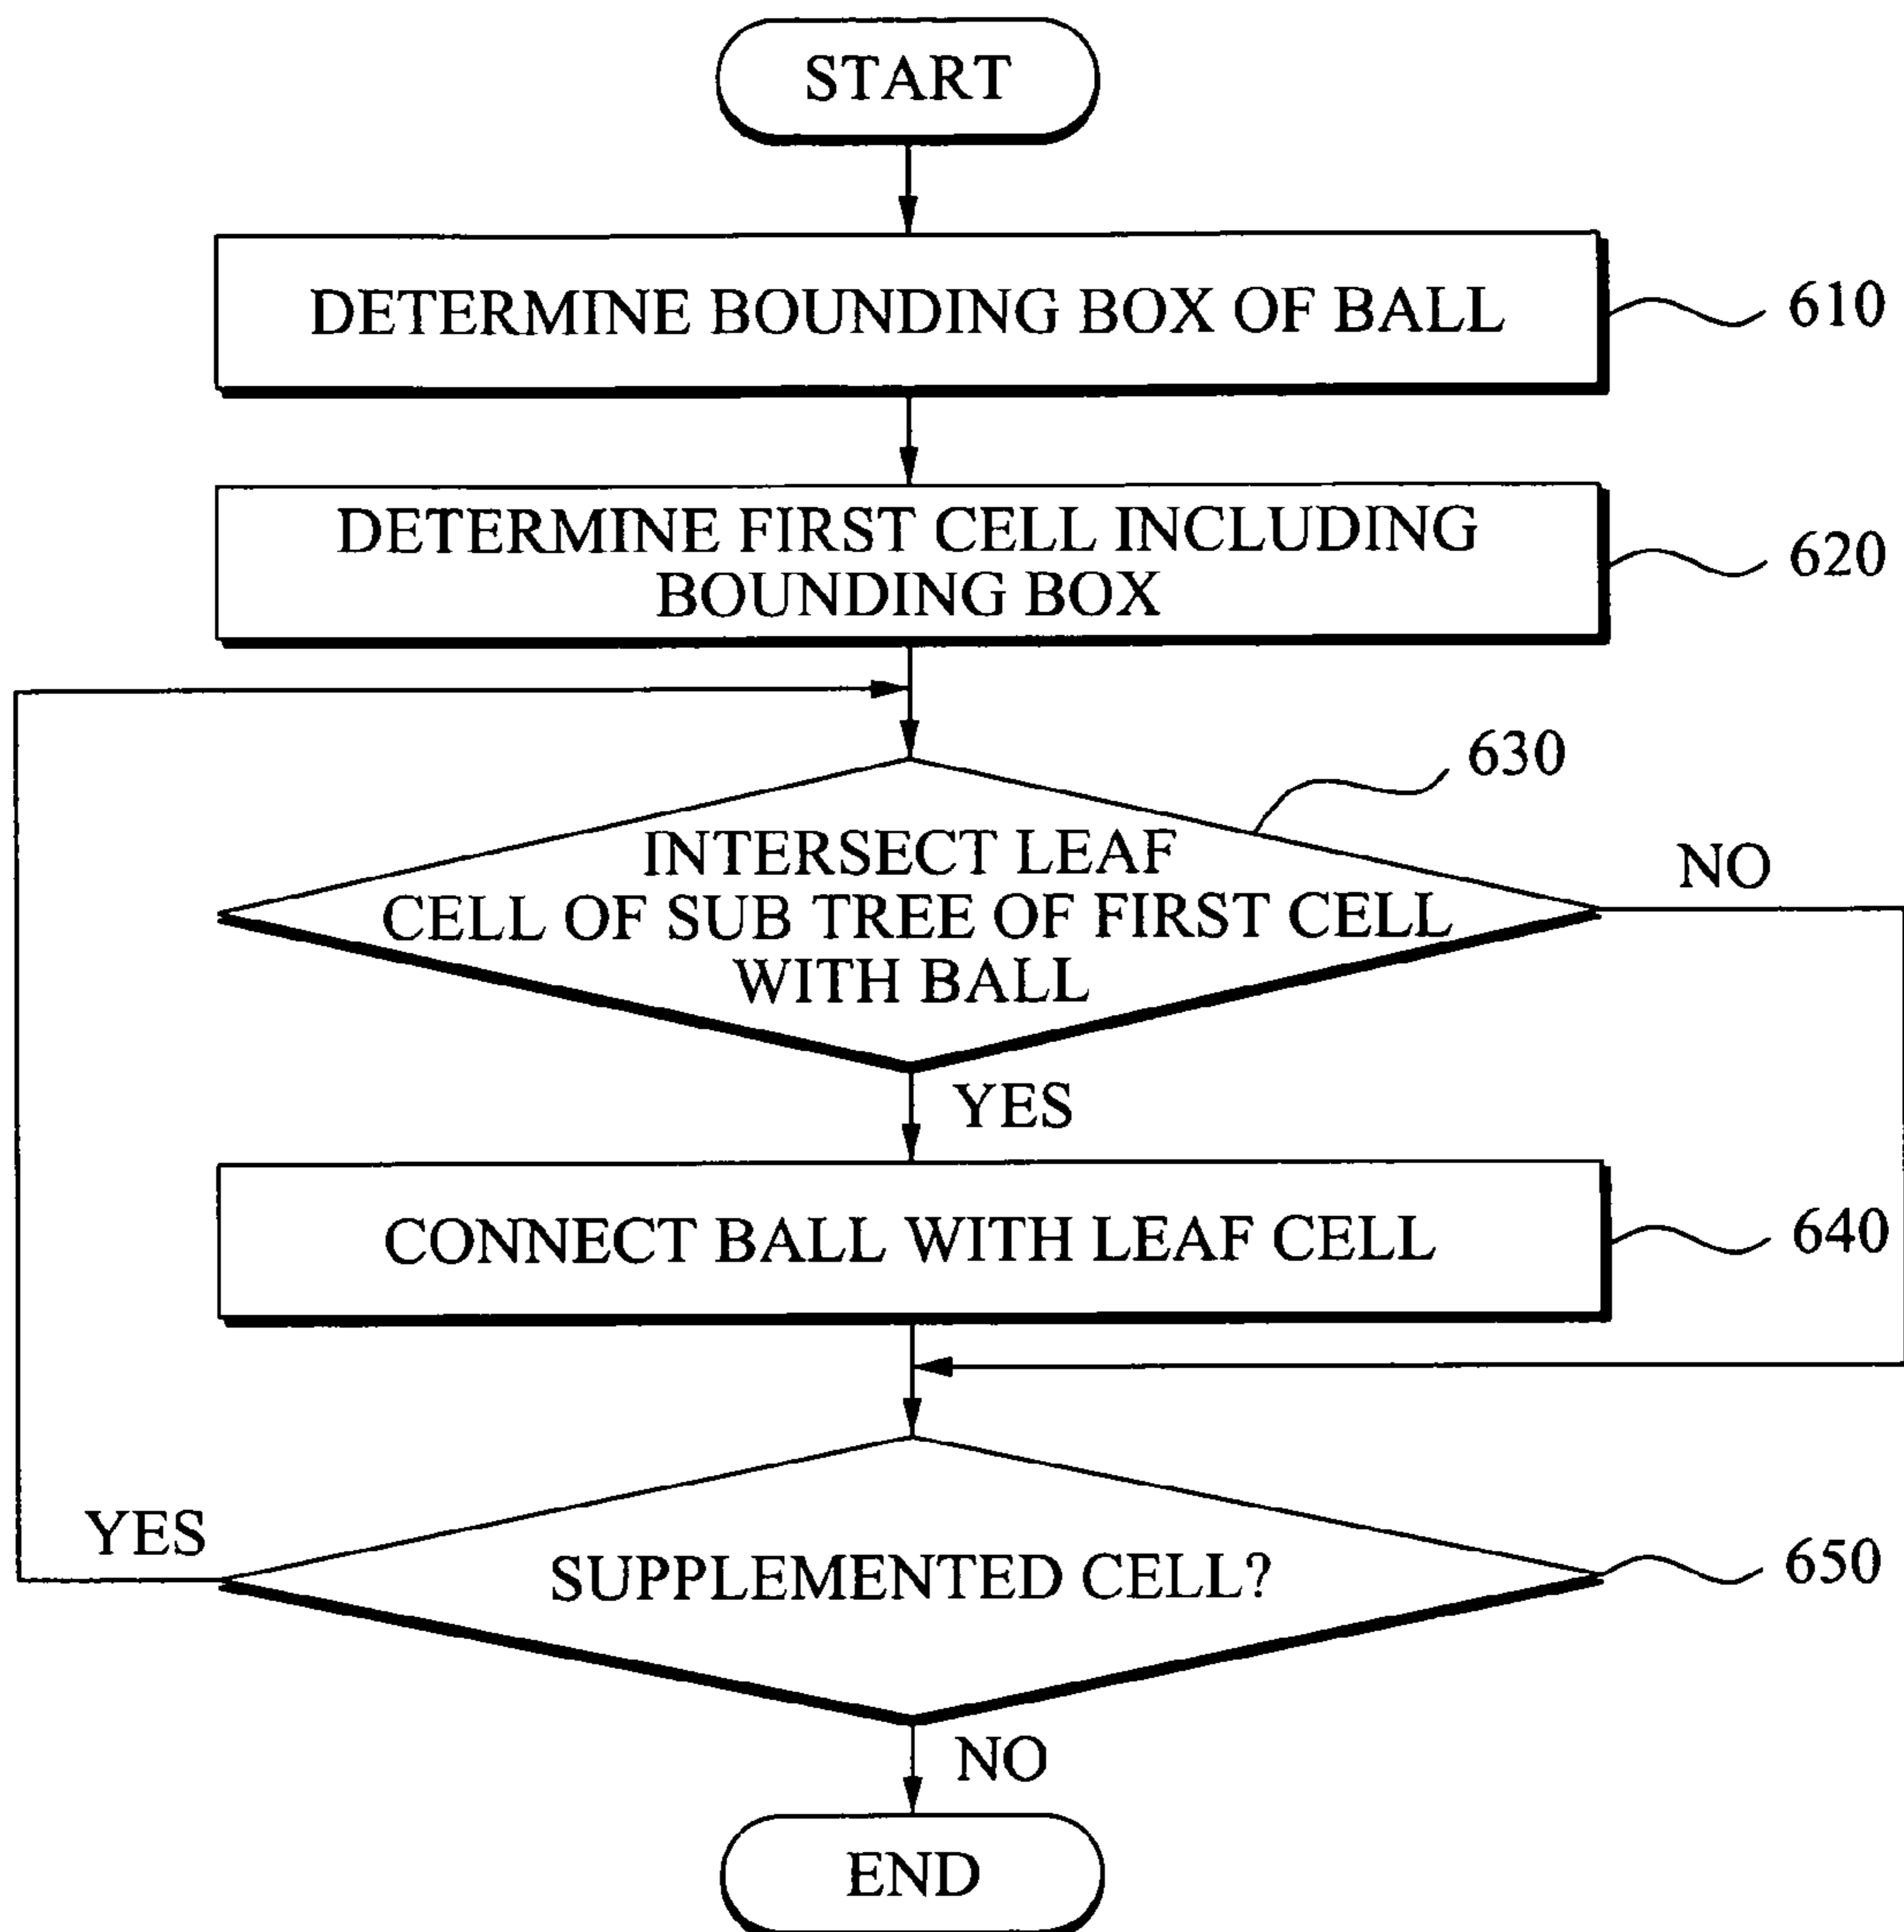 START
DETERMINE BOUNDING BOX OF BALL
610
DETERMINE FIRST CELL INCLUDING
BOUNDING BOX
620
630
INTERSECT LEAF
CELL OF SUB TREE OF FIRST CELL
WITH BALL
NO
YES
CONNECT BALL WITH LEAF CELL
640
YES
SUPPLEMENTED CELL?
650
NO
END